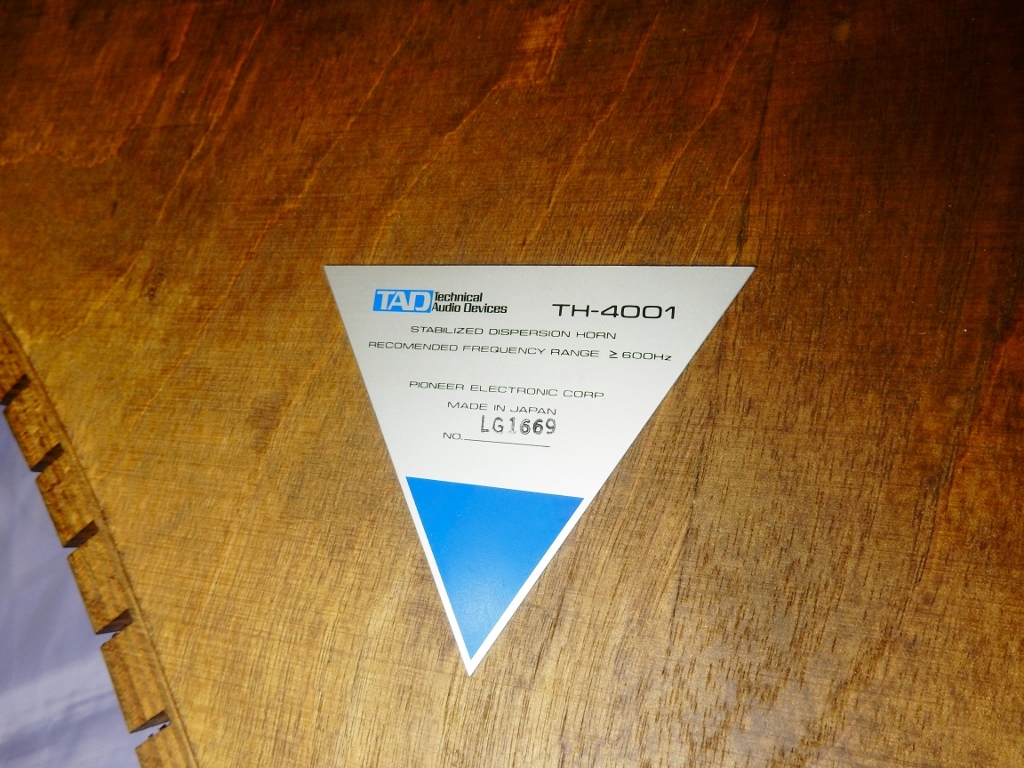 TAD Technical Audio Devices TH-4001
STABILIZED DISPERSION HORN
RECOMENDED FREQUENCY RANGE ≥ 600Hz
PIONEER ELECTRONIC CORP
MADE IN JAPAN
NO. LG1669